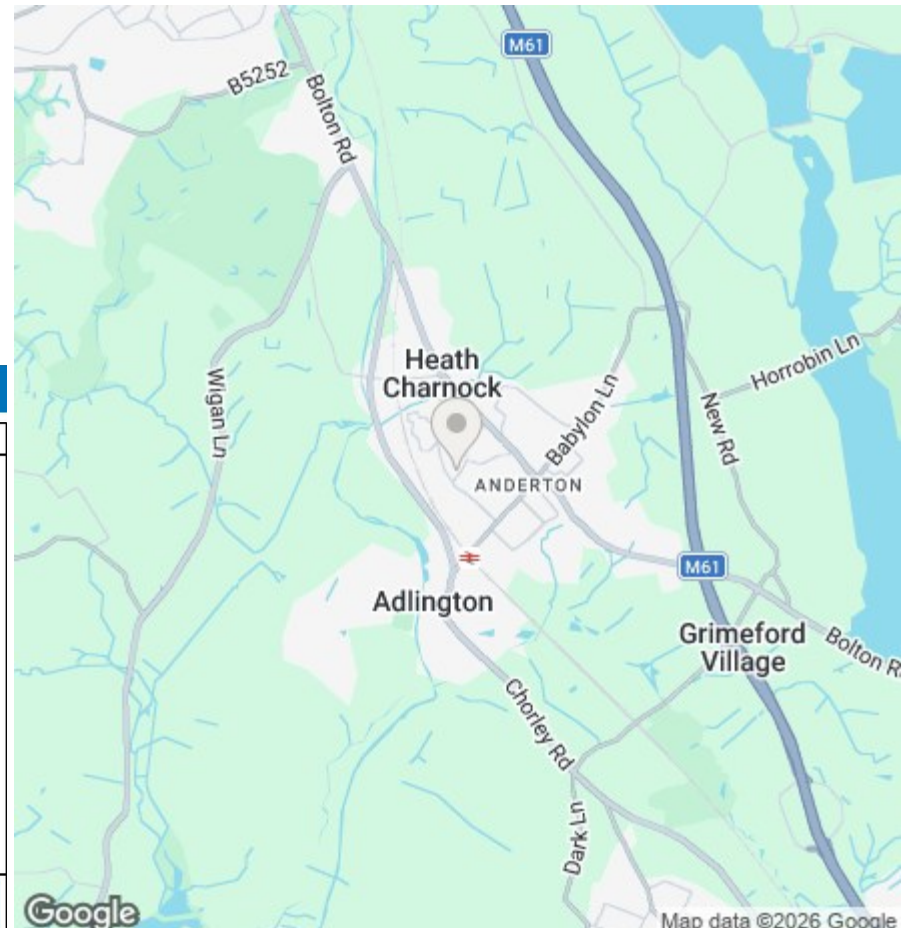 M61
B5252
Bolton Rd
Heath
Charnock
Wigan Ln
Babylon Ln
Horrobin Ln
New Rd
ANDERTON
M61
Adlington
Grimeford
Village
Bolton R
Chorley Rd
Dark Ln
Google
Map data ©2026 Google